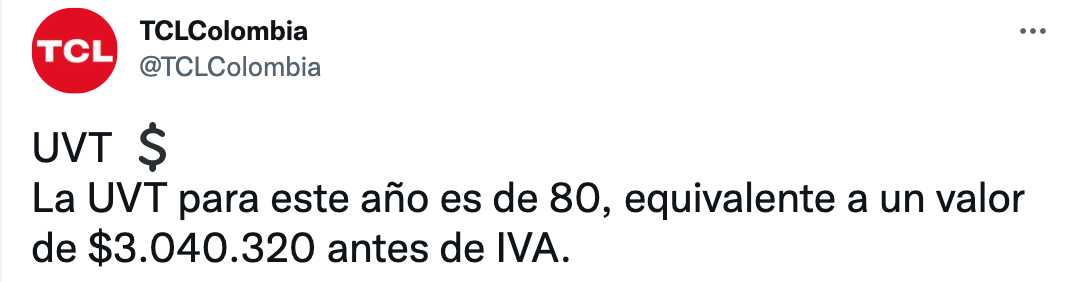 TCL
TCLColombia
@TCLColombia
UVT 💲
La UVT para este año es de 80, equivalente a un valor
de $3.040.320 antes de IVA.